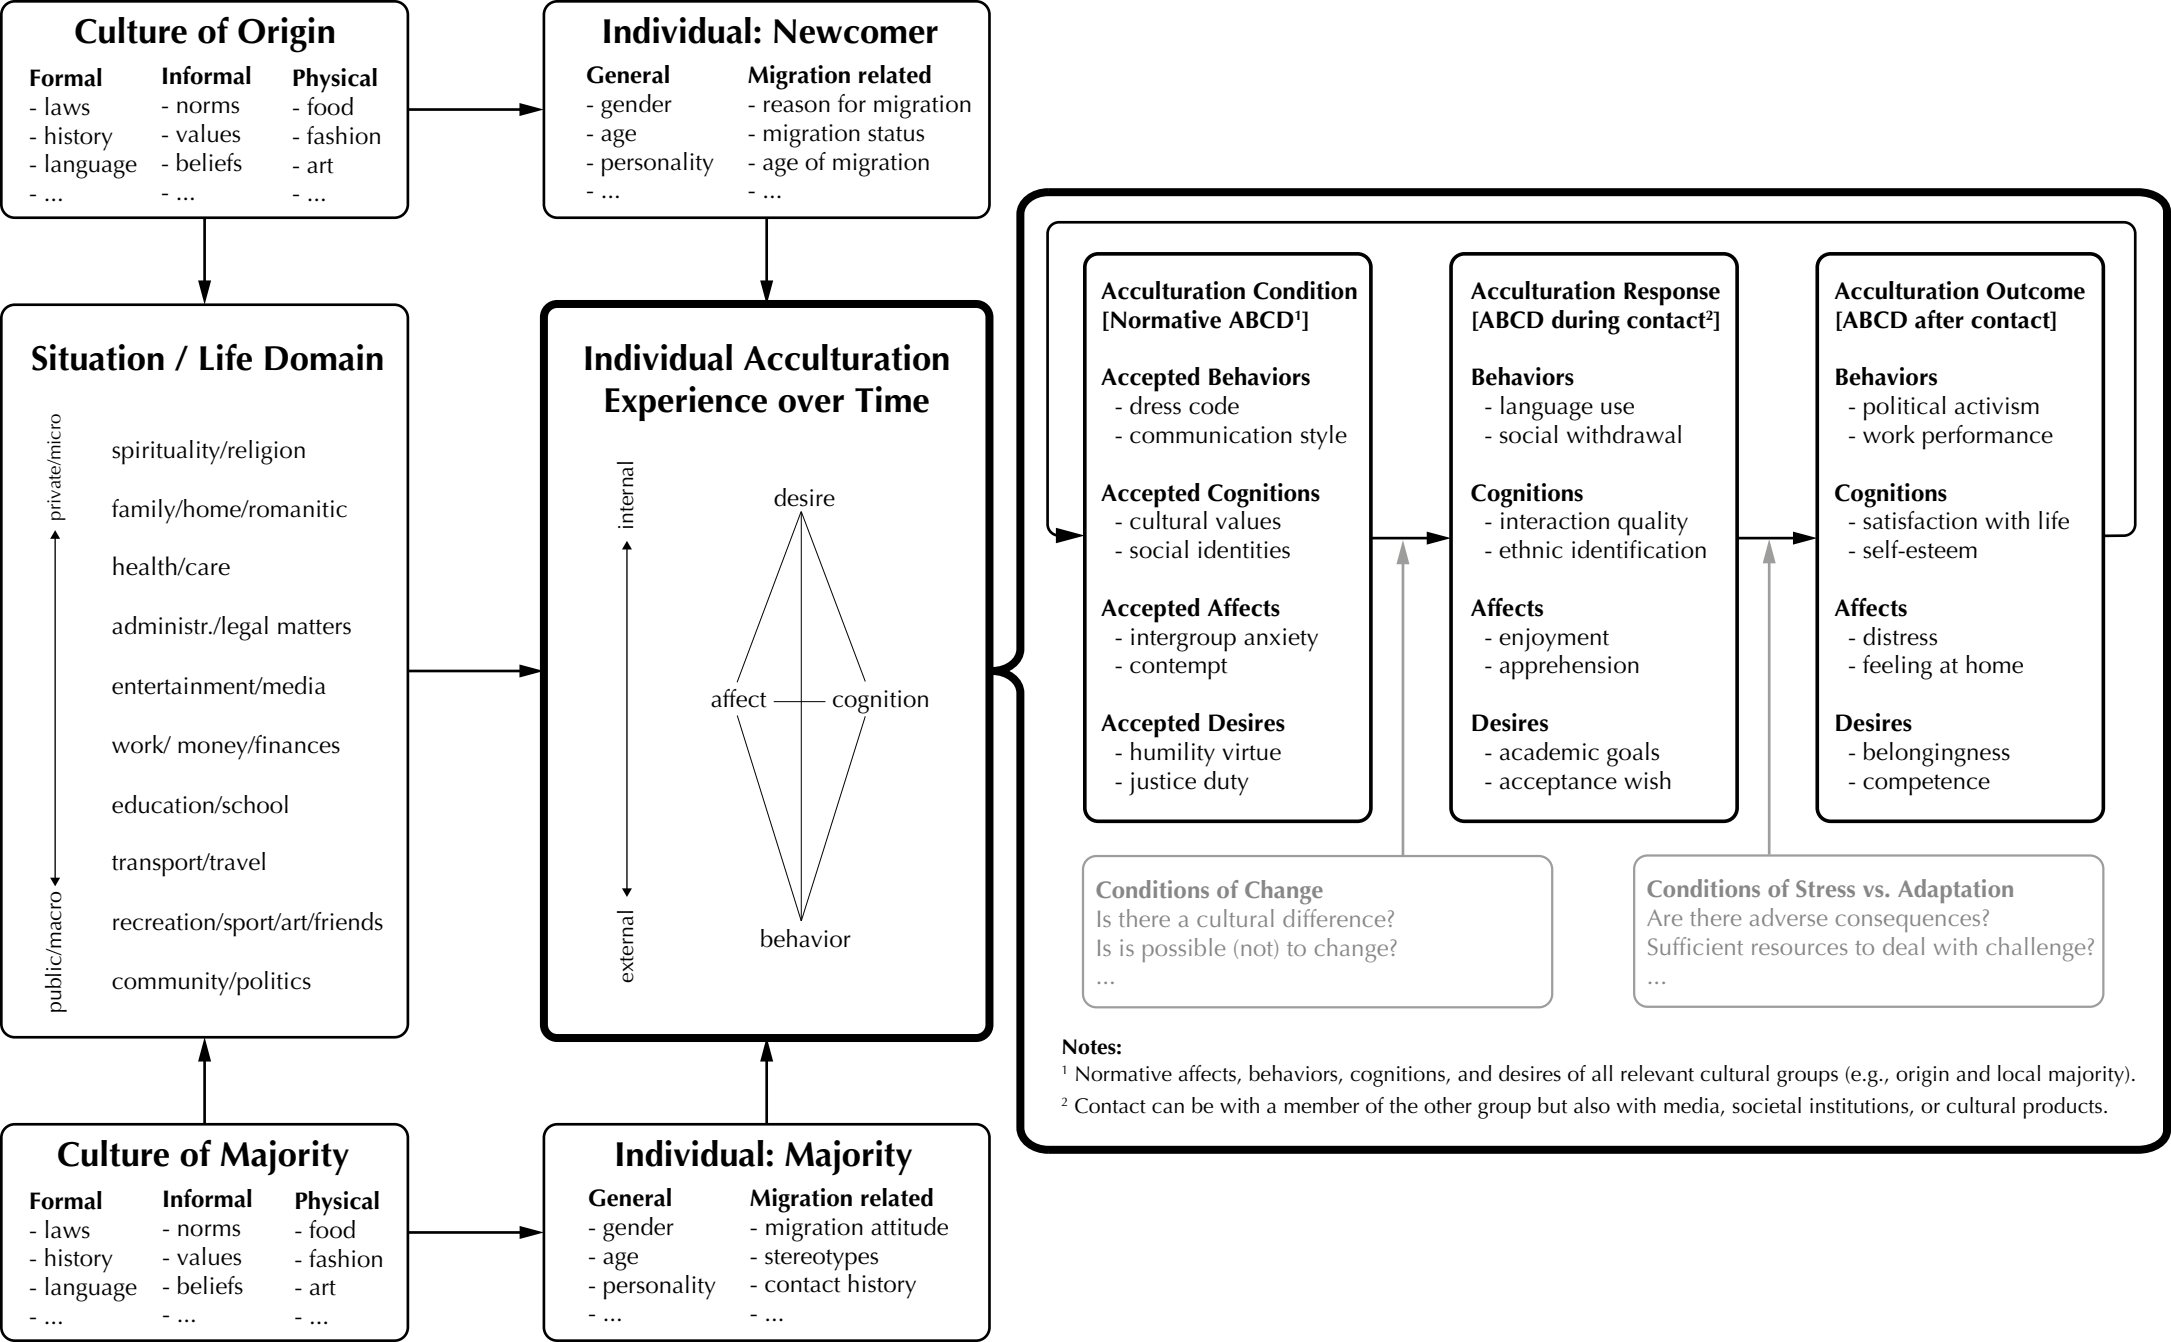 Culture of Origin
Formal
- laws
- history
- language
- ...
Informal
- norms
- values
- beliefs
- ...
Physical
- food
- fashion
- art
- ...
Individual: Newcomer
General
- gender
- age
- personality
- ...
Migration related
- reason for migration
- migration status
- age of migration
- ...
Situation / Life Domain
private/micro
public/macro
spirituality/religion
family/home/romanitic
health/care
administr./legal matters
entertainment/media
work/ money/finances
education/school
transport/travel
recreation/sport/art/friends
community/politics
Individual Acculturation
Experience over Time
internal
external
desire
affect
cognition
behavior
Culture of Majority
Formal
- laws
- history
- language
- ...
Informal
- norms
- values
- beliefs
- ...
Physical
- food
- fashion
- art
- ...
Individual: Majority
General
- gender
- age
- personality
- ...
Migration related
- migration attitude
- stereotypes
- contact history
- ...
Acculturation Condition
[Normative ABCD¹]
Accepted Behaviors
- dress code
- communication style
Accepted Cognitions
- cultural values
- social identities
Accepted Affects
- intergroup anxiety
- contempt
Accepted Desires
- humility virtue
- justice duty
Acculturation Response
[ABCD during contact²]
Behaviors
- language use
- social withdrawal
Cognitions
- interaction quality
- ethnic identification
Affects
- enjoyment
- apprehension
Desires
- academic goals
- acceptance wish
Acculturation Outcome
[ABCD after contact]
Behaviors
- political activism
- work performance
Cognitions
- satisfaction with life
- self-esteem
Affects
- distress
- feeling at home
Desires
- belongingness
- competence
Conditions of Change
Is there a cultural difference?
Is is possible (not) to change?
...
Conditions of Stress vs. Adaptation
Are there adverse consequences?
Sufficient resources to deal with challenge?
...
Notes:
¹ Normative affects, behaviors, cognitions, and desires of all relevant cultural groups (e.g., origin and local majority).
² Contact can be with a member of the other group but also with media, societal institutions, or cultural products.